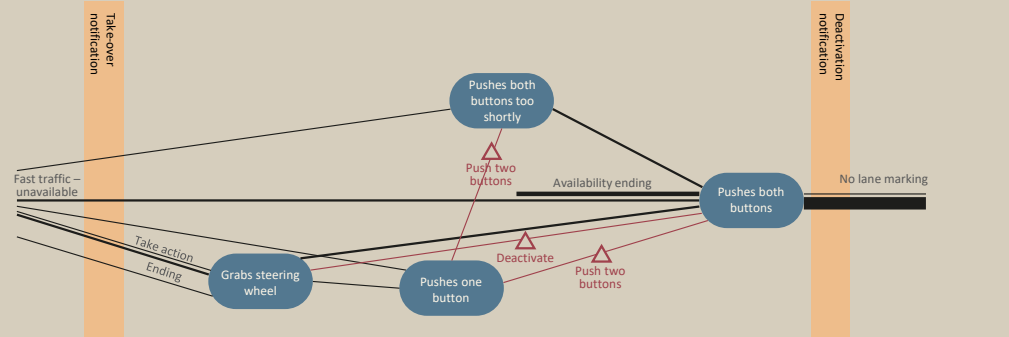 Take-over
notification
Deactivation
notification
Pushes both
buttons too
shortly
Push two
buttons
Fast traffic –
unavailable
Availability ending
No lane marking
Pushes both
buttons
Take action
Ending
Deactivate
Grabs steering
wheel
Pushes one
button
Push two
buttons